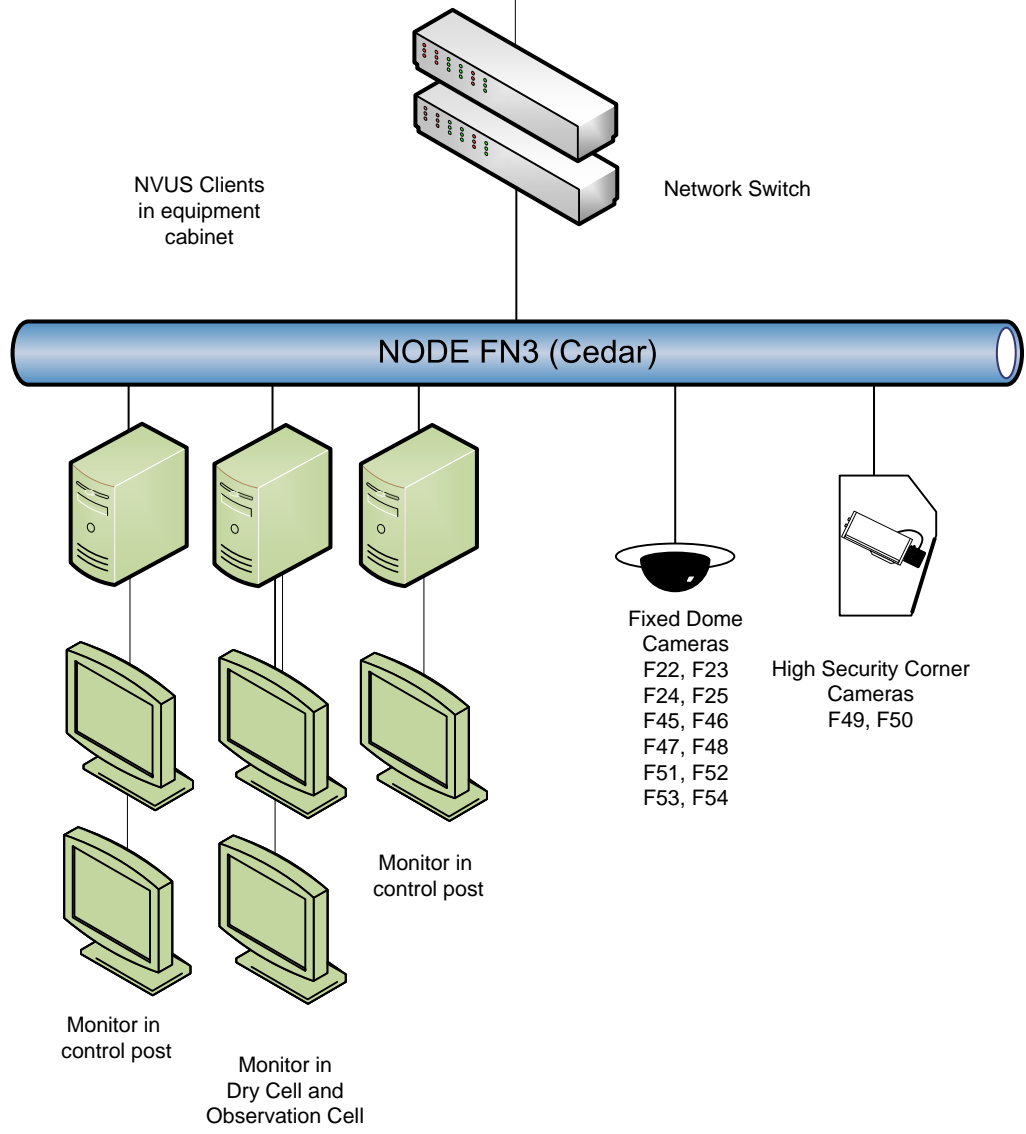 NVUS Clients
in equipment
cabinet
Network Switch
NODE FN3 (Cedar)
Fixed Dome
Cameras
F22, F23
F24, F25
F45, F46
F47, F48
F51, F52
F53, F54
High Security Corner
Cameras
F49, F50
Monitor in
control post
Monitor in
control post
Monitor in
Dry Cell and
Observation Cell